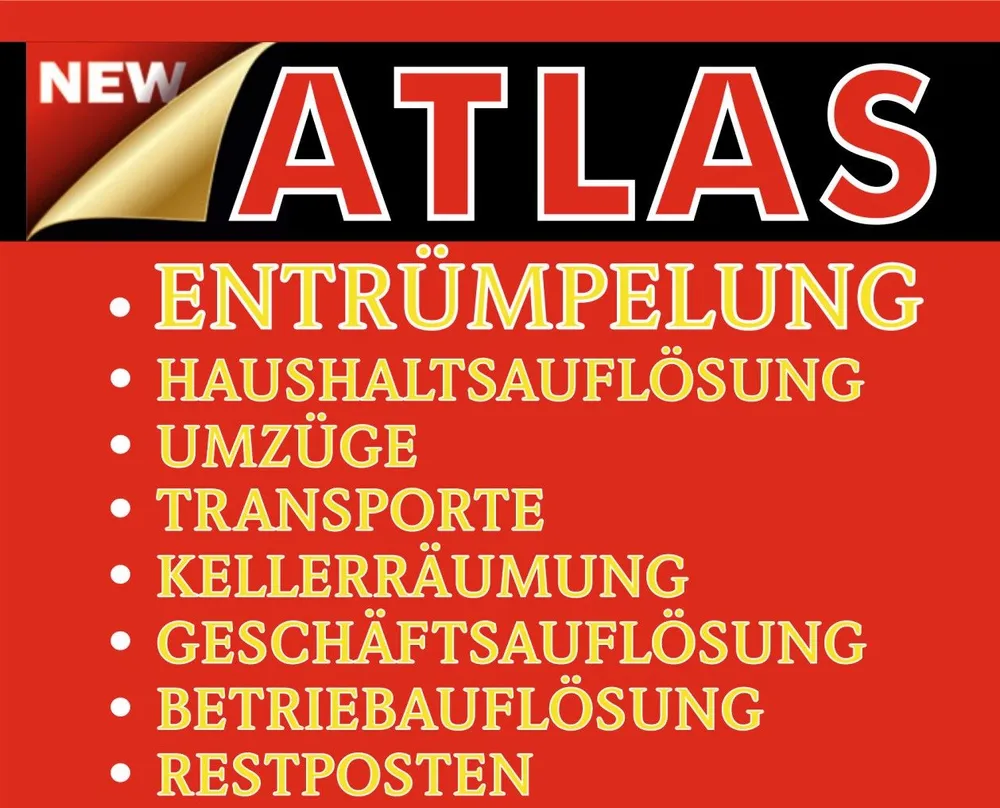 NEW
ATLAS
• ENTRÜMPELUNG
• HAUSHALTSAUFLÖSUNG
• UMZÜGE
• TRANSPORTE
• KELLERRÄUMUNG
• GESCHÄFTSAUFLÖSUNG
• BETRIEBAUFLÖSUNG
• RESTPOSTEN